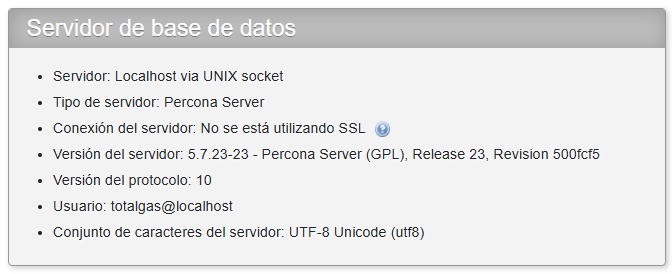 Servidor de base de datos
Servidor: Localhost via UNIX socket
Tipo de servidor: Percona Server
Conexión del servidor: No se está utilizando SSL
Versión del servidor: 5.7.23-23 - Percona Server (GPL), Release 23, Revision 500fcf5
Versión del protocolo: 10
Usuario: totalgas@localhost
Conjunto de caracteres del servidor: UTF-8 Unicode (utf8)